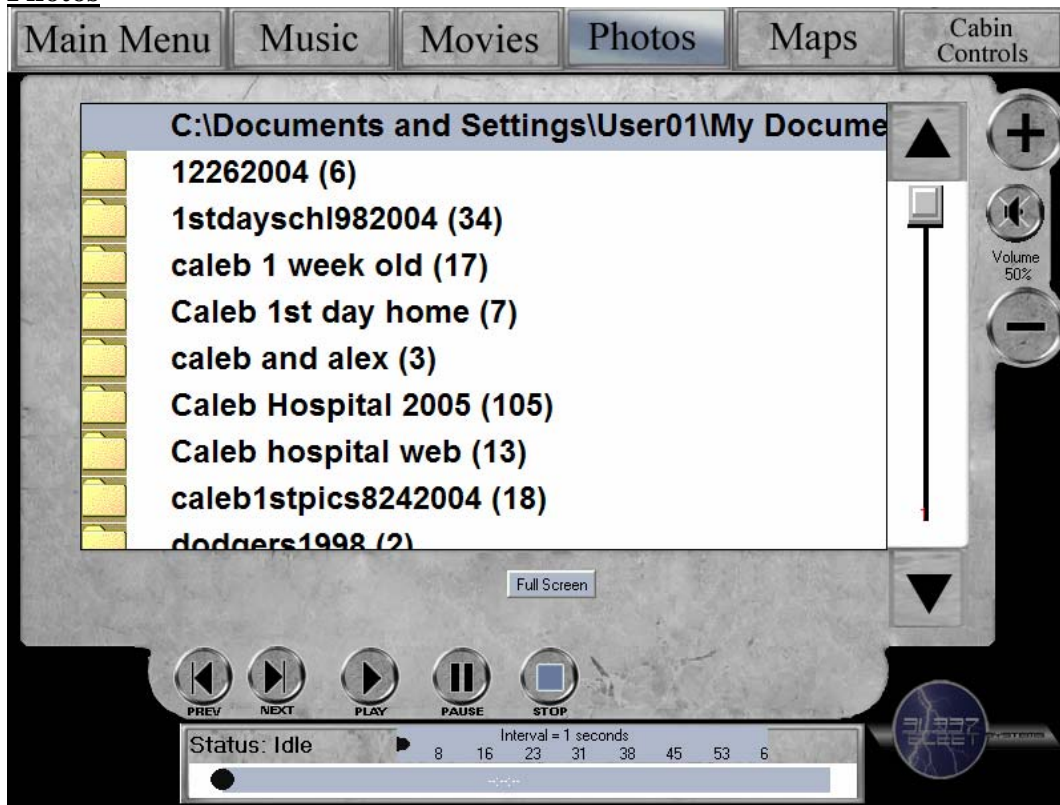 Photos
Main Menu Music Movies Photos Maps Cabin Controls
C:\Documents and Settings\User01\My Docume
12262004 (6)
1stdayschl982004 (34)
caleb 1 week old (17)
Caleb 1st day home (7)
caleb and alex (3)
Caleb Hospital 2005 (105)
Caleb hospital web (13)
caleb1stpics8242004 (18)
dodgers1998 (2)
Volume
50%
Full Screen
PREV NEXT PLAY PAUSE STOP
Status: Idle
Interval = 1 seconds
8 16 23 31 38 45 53 6
--:--:--